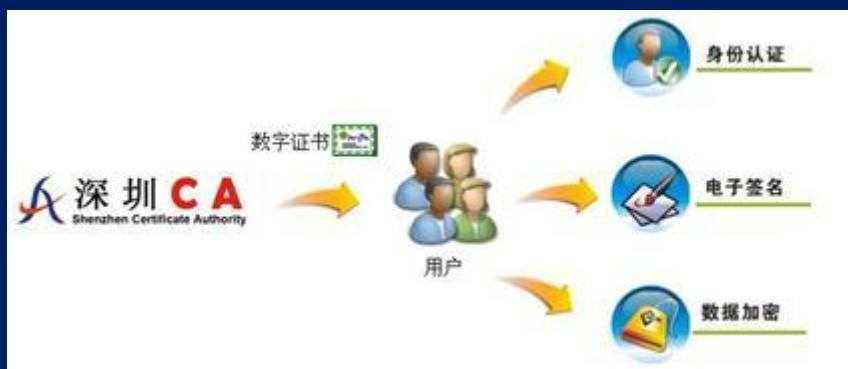 身份认证
数字证书
深圳CA
Shenzhen Certificate Authority
电子签名
用户
数据加密